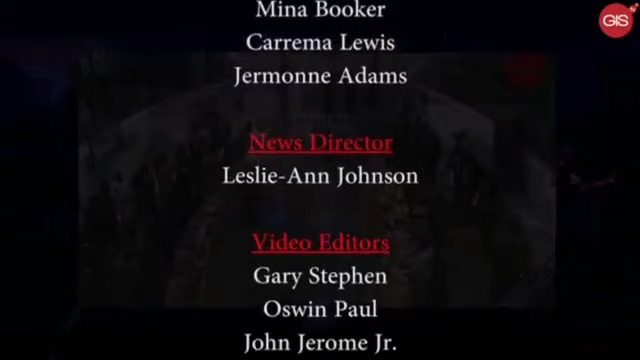 GIS
Mina Booker
Carrema Lewis
Jermonne Adams
News Director
Leslie-Ann Johnson
Video Editors
Gary Stephen
Oswin Paul
John Jerome Jr.